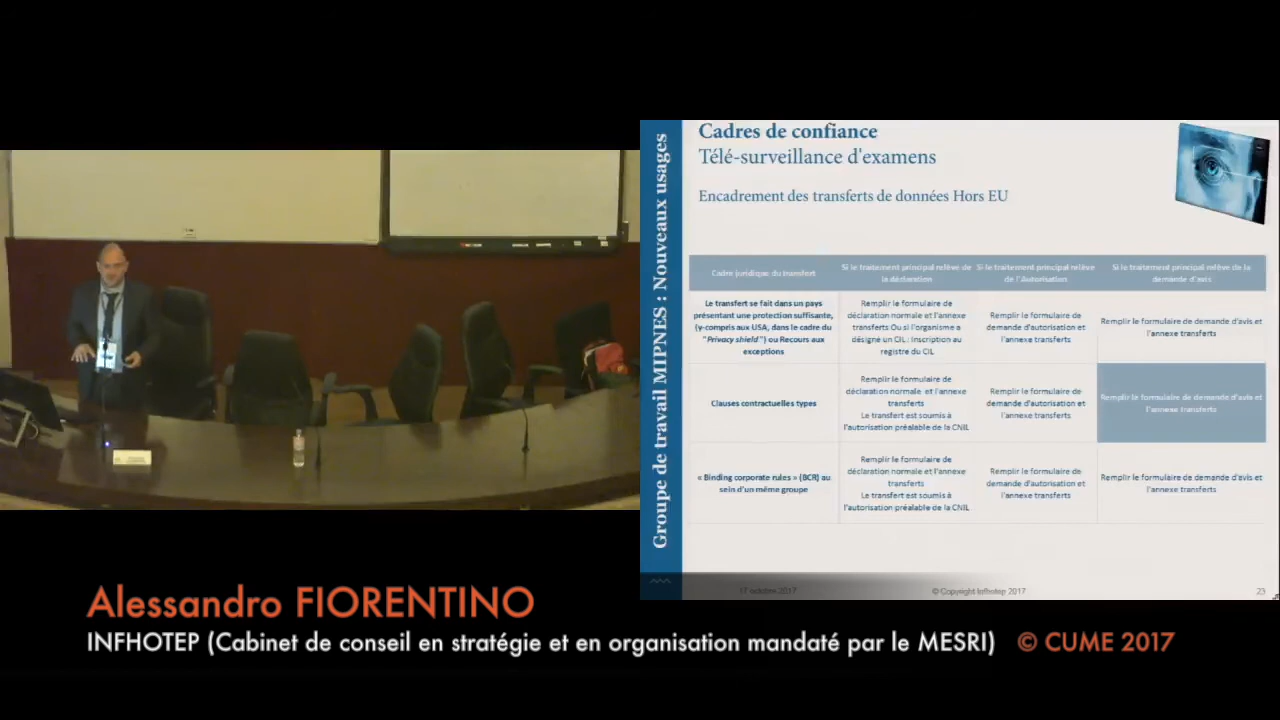 Groupe de travail MIPNES : Nouveaux usages
Cadres de confiance
Télé-surveillance d'examens
Encadrement des transferts de données Hors EU
Cadre juridique du transfert
Si le traitement principal relève de
la déclaration
Si le traitement principal relève
de l'Autorisation
Si le traitement principal relève de la
demande d'avis
Le transfert se fait dans un pays
présentant une protection suffisante,
(y-compris aux USA, dans le cadre du
"Privacy shield") ou Recours aux
exceptions
Remplir le formulaire de
déclaration normale et l'annexe
transferts Ou si l'organisme a
désigné un CIL : Inscription au
registre du CIL
Remplir le formulaire de
demande d'autorisation et
l'annexe transferts
Remplir le formulaire de demande d'avis et
l'annexe transferts
Clauses contractuelles types
Remplir le formulaire de
déclaration normale et l'annexe
transferts
Le transfert est soumis à
l'autorisation préalable de la CNIL
Remplir le formulaire de
demande d'autorisation et
l'annexe transferts
Remplir le formulaire de demande d'avis et
l'annexe transferts
« Binding corporate rules » (BCR) au
sein d'un même groupe
Remplir le formulaire de
déclaration normale et l'annexe
transferts
Le transfert est soumis à
l'autorisation préalable de la CNIL
Remplir le formulaire de
demande d'autorisation et
l'annexe transferts
Remplir le formulaire de demande d'avis et
l'annexe transferts
17 octobre 2017
© Copyright Infhotep 2017
23
Alessandro FIORENTINO
INFHOTEP (Cabinet de conseil en stratégie et en organisation mandaté par le MESRI) © CUME 2017